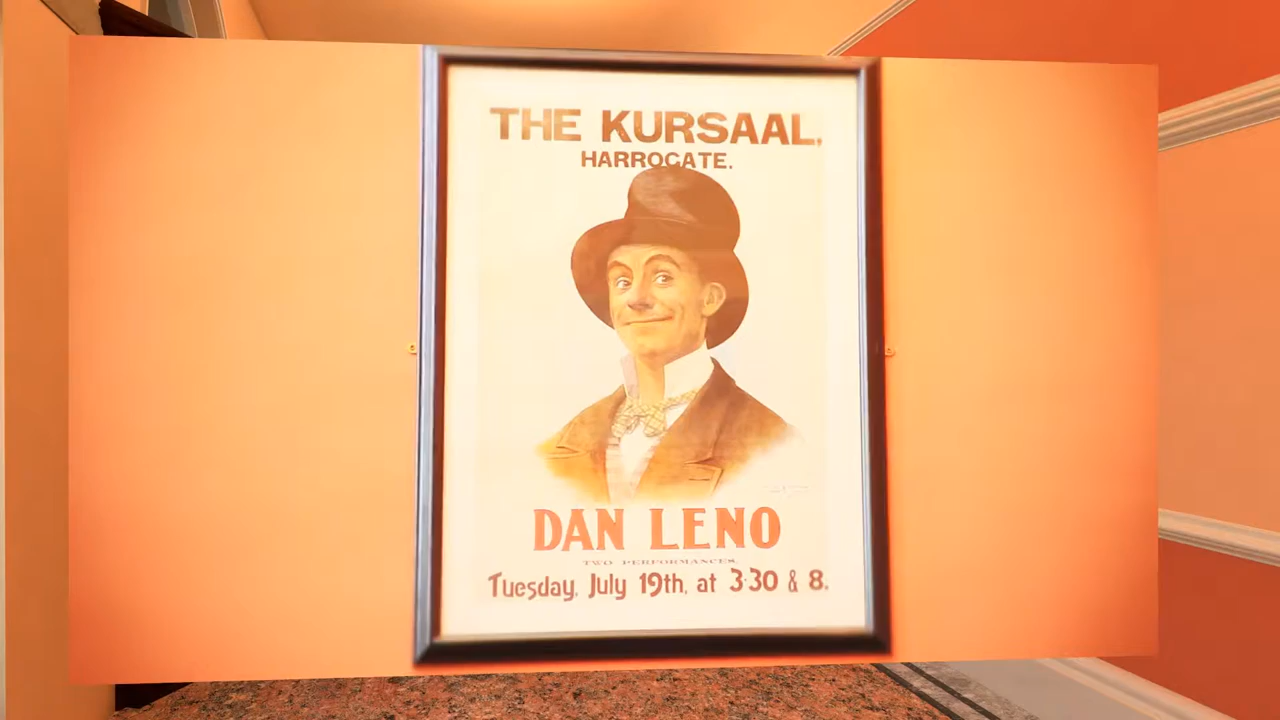 THE KURSAAL,
HARROGATE.
DAN LENO
TWO PERFORMANCES,
Tuesday, July 19th, at 3·30 & 8.